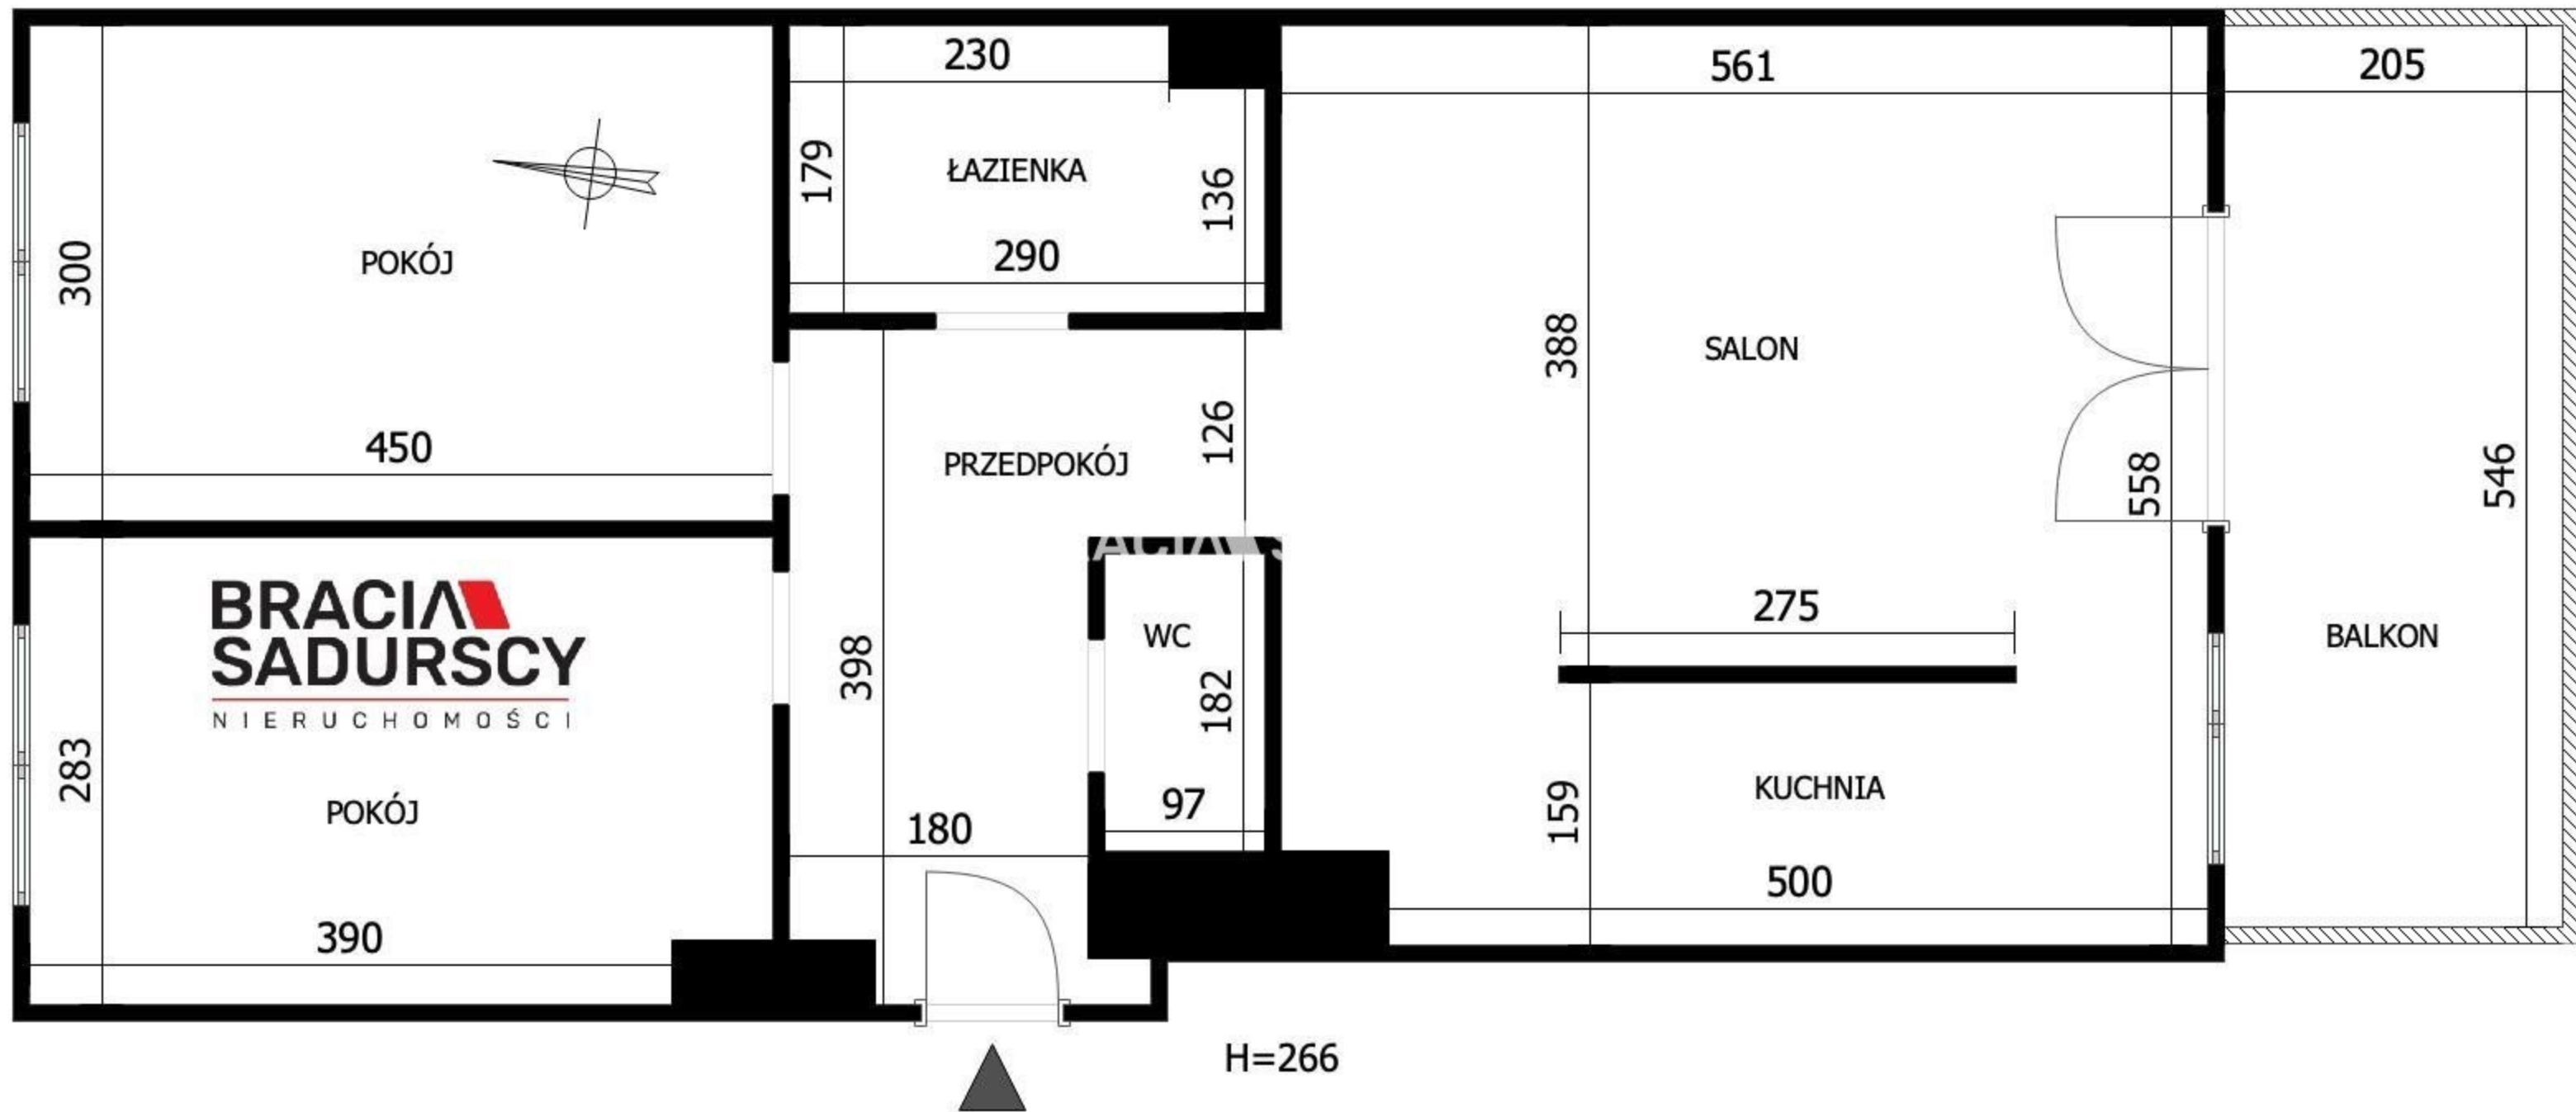 230
561
205
179
ŁAZIENKA
136
290
POKÓJ
300
388
SALON
450
126
PRZEDPOKÓJ
558
546
BRACIA
SADURSCY
NIERUCHOMOŚCI
275
WC
BALKON
398
182
283
POKÓJ
97
180
159
KUCHNIA
500
390
H=266